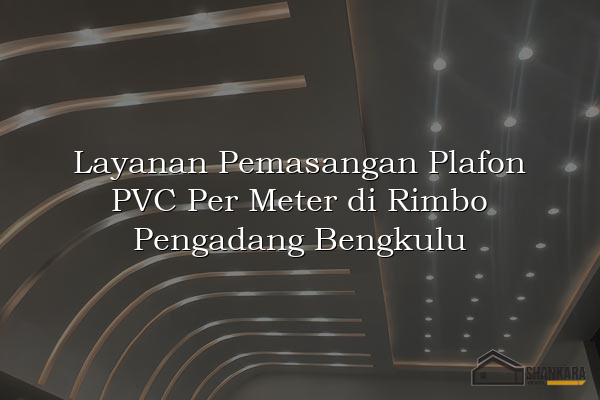 Layanan Pemasangan Plafon
PVC Per Meter di Rimbo
Pengadang Bengkulu
SHANKARA